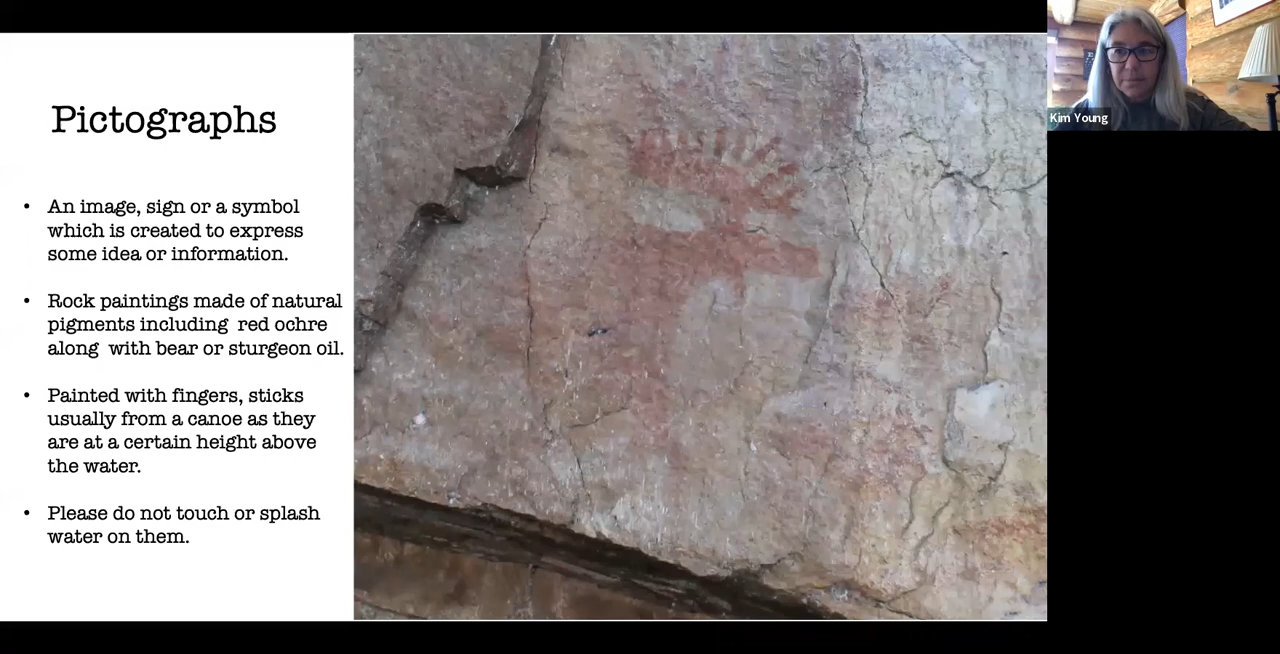 Pictographs
• An image, sign or a symbol
which is created to express
some idea or information.
• Rock paintings made of natural
pigments including  red ochre
along  with bear or sturgeon oil.
• Painted with fingers, sticks
usually from a canoe as they
are at a certain height above
the water.
• Please do not touch or splash
water on them.
Kim Young